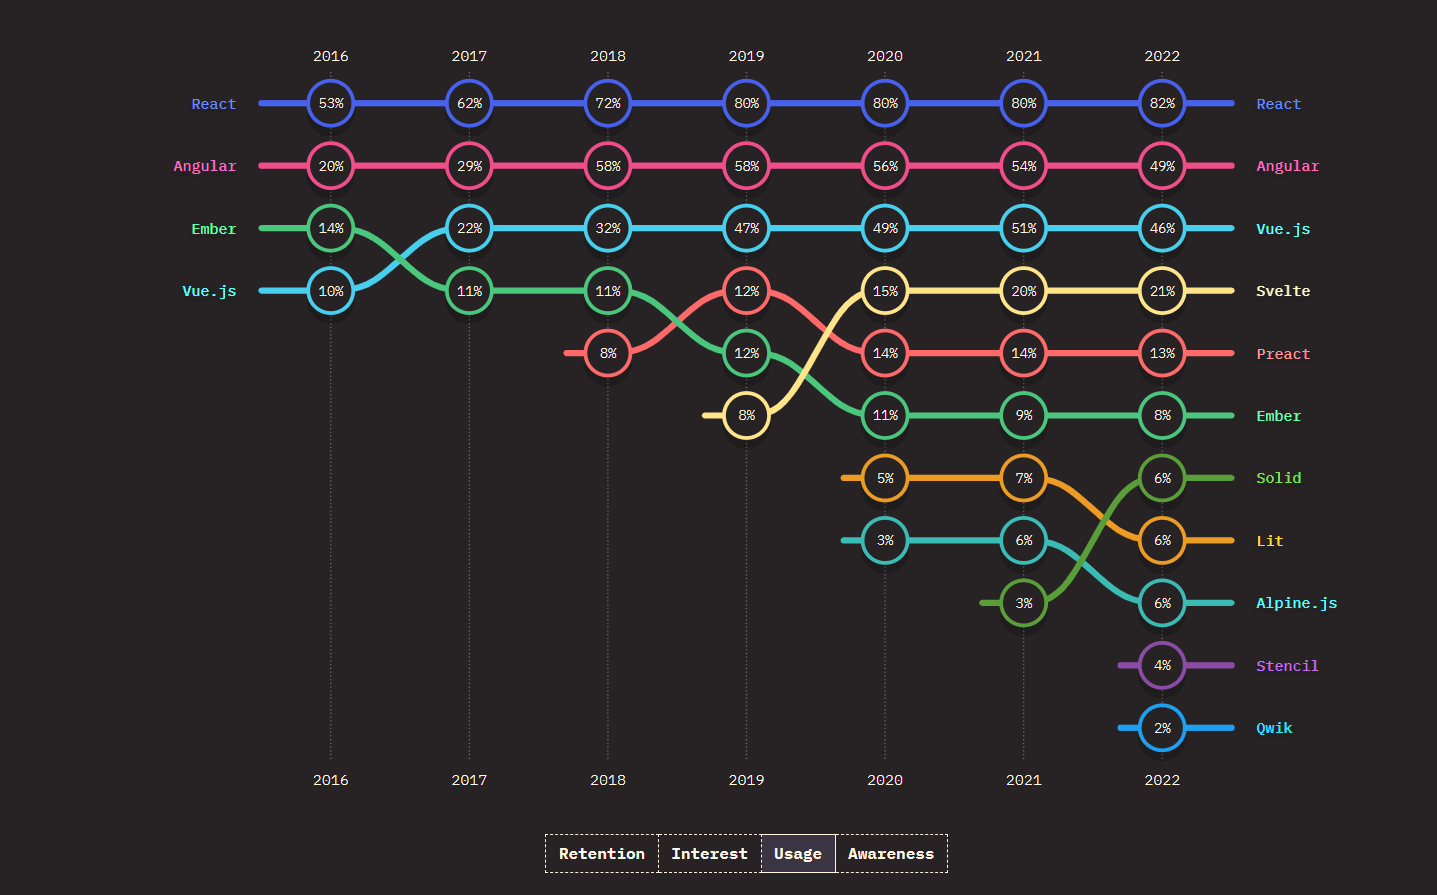 2016 2017 2018 2019 2020 2021 2022
React 53% 62% 72% 80% 80% 80% 82% React
Angular 20% 29% 58% 58% 56% 54% 49% Angular
Ember 14% 22% 32% 47% 49% 51% 46% Vue.js
Vue.js 10% 11% 11% 12% 15% 20% 21% Svelte
8% 12% 14% 14% 13% Preact
8% 11% 9% 8% Ember
5% 7% 6% Solid
3% 6% 6% Lit
3% 6% Alpine.js
4% Stencil
2% Qwik
2016 2017 2018 2019 2020 2021 2022
Retention Interest Usage Awareness